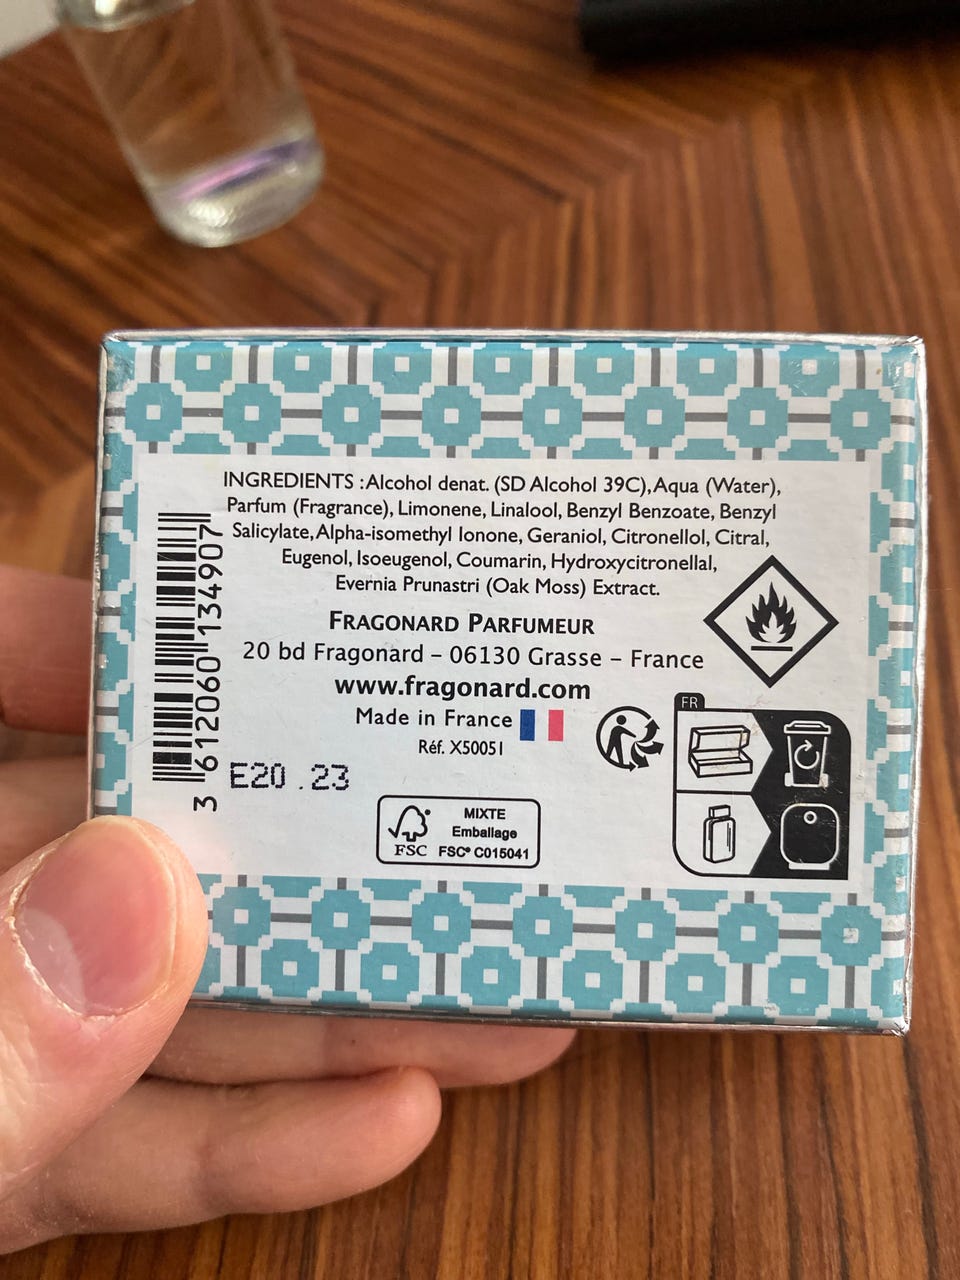 INGREDIENTS :Alcohol denat. (SD Alcohol 39C), Aqua (Water),
Parfum (Fragrance), Limonene, Linalool, Benzyl Benzoate, Benzyl
Salicylate, Alpha-isomethyl Ionone, Geraniol, Citronellol, Citral,
Eugenol, Isoeugenol, Coumarin, Hydroxycitronellal,
Evernia Prunastri (Oak Moss) Extract.
FRAGONARD PARFUMEUR
20 bd Fragonard – 06130 Grasse – France
www.fragonard.com
Made in France
Réf. X50051
E20 .23
3 612060 134907
FR
MIXTE
Emballage
FSC FSC® C015041